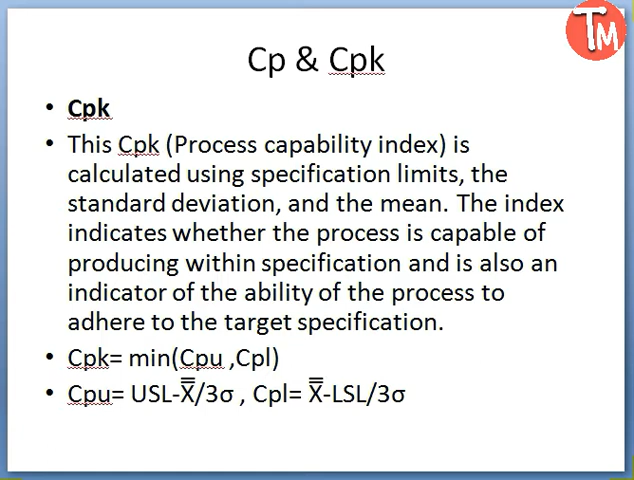 TM
Cp & Cpk
• Cpk
• This Cpk (Process capability index) is
calculated using specification limits, the
standard deviation, and the mean. The index
indicates whether the process is capable of
producing within specification and is also an
indicator of the ability of the process to
adhere to the target specification.
• Cpk= min(Cpu ,Cpl)
• Cpu= USL-X̿/3σ , Cpl= X̿-LSL/3σ